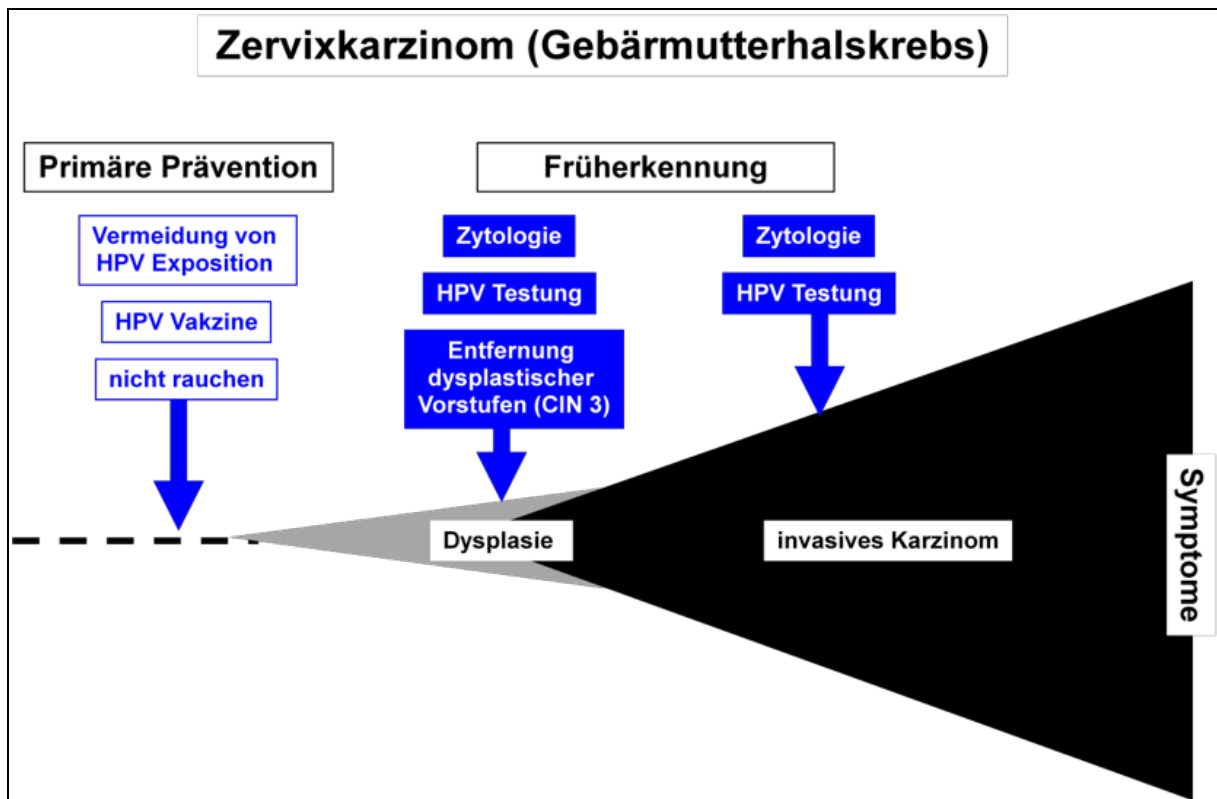 Zervixkarzinom (Gebärmutterhalskrebs)
Primäre Prävention
Vermeidung von
HPV Exposition
HPV Vakzine
nicht rauchen
Früherkennung
Zytologie
HPV Testung
Entfernung
dysplastischer
Vorstufen (CIN 3)
Zytologie
HPV Testung
Dysplasie
invasives Karzinom
Symptome